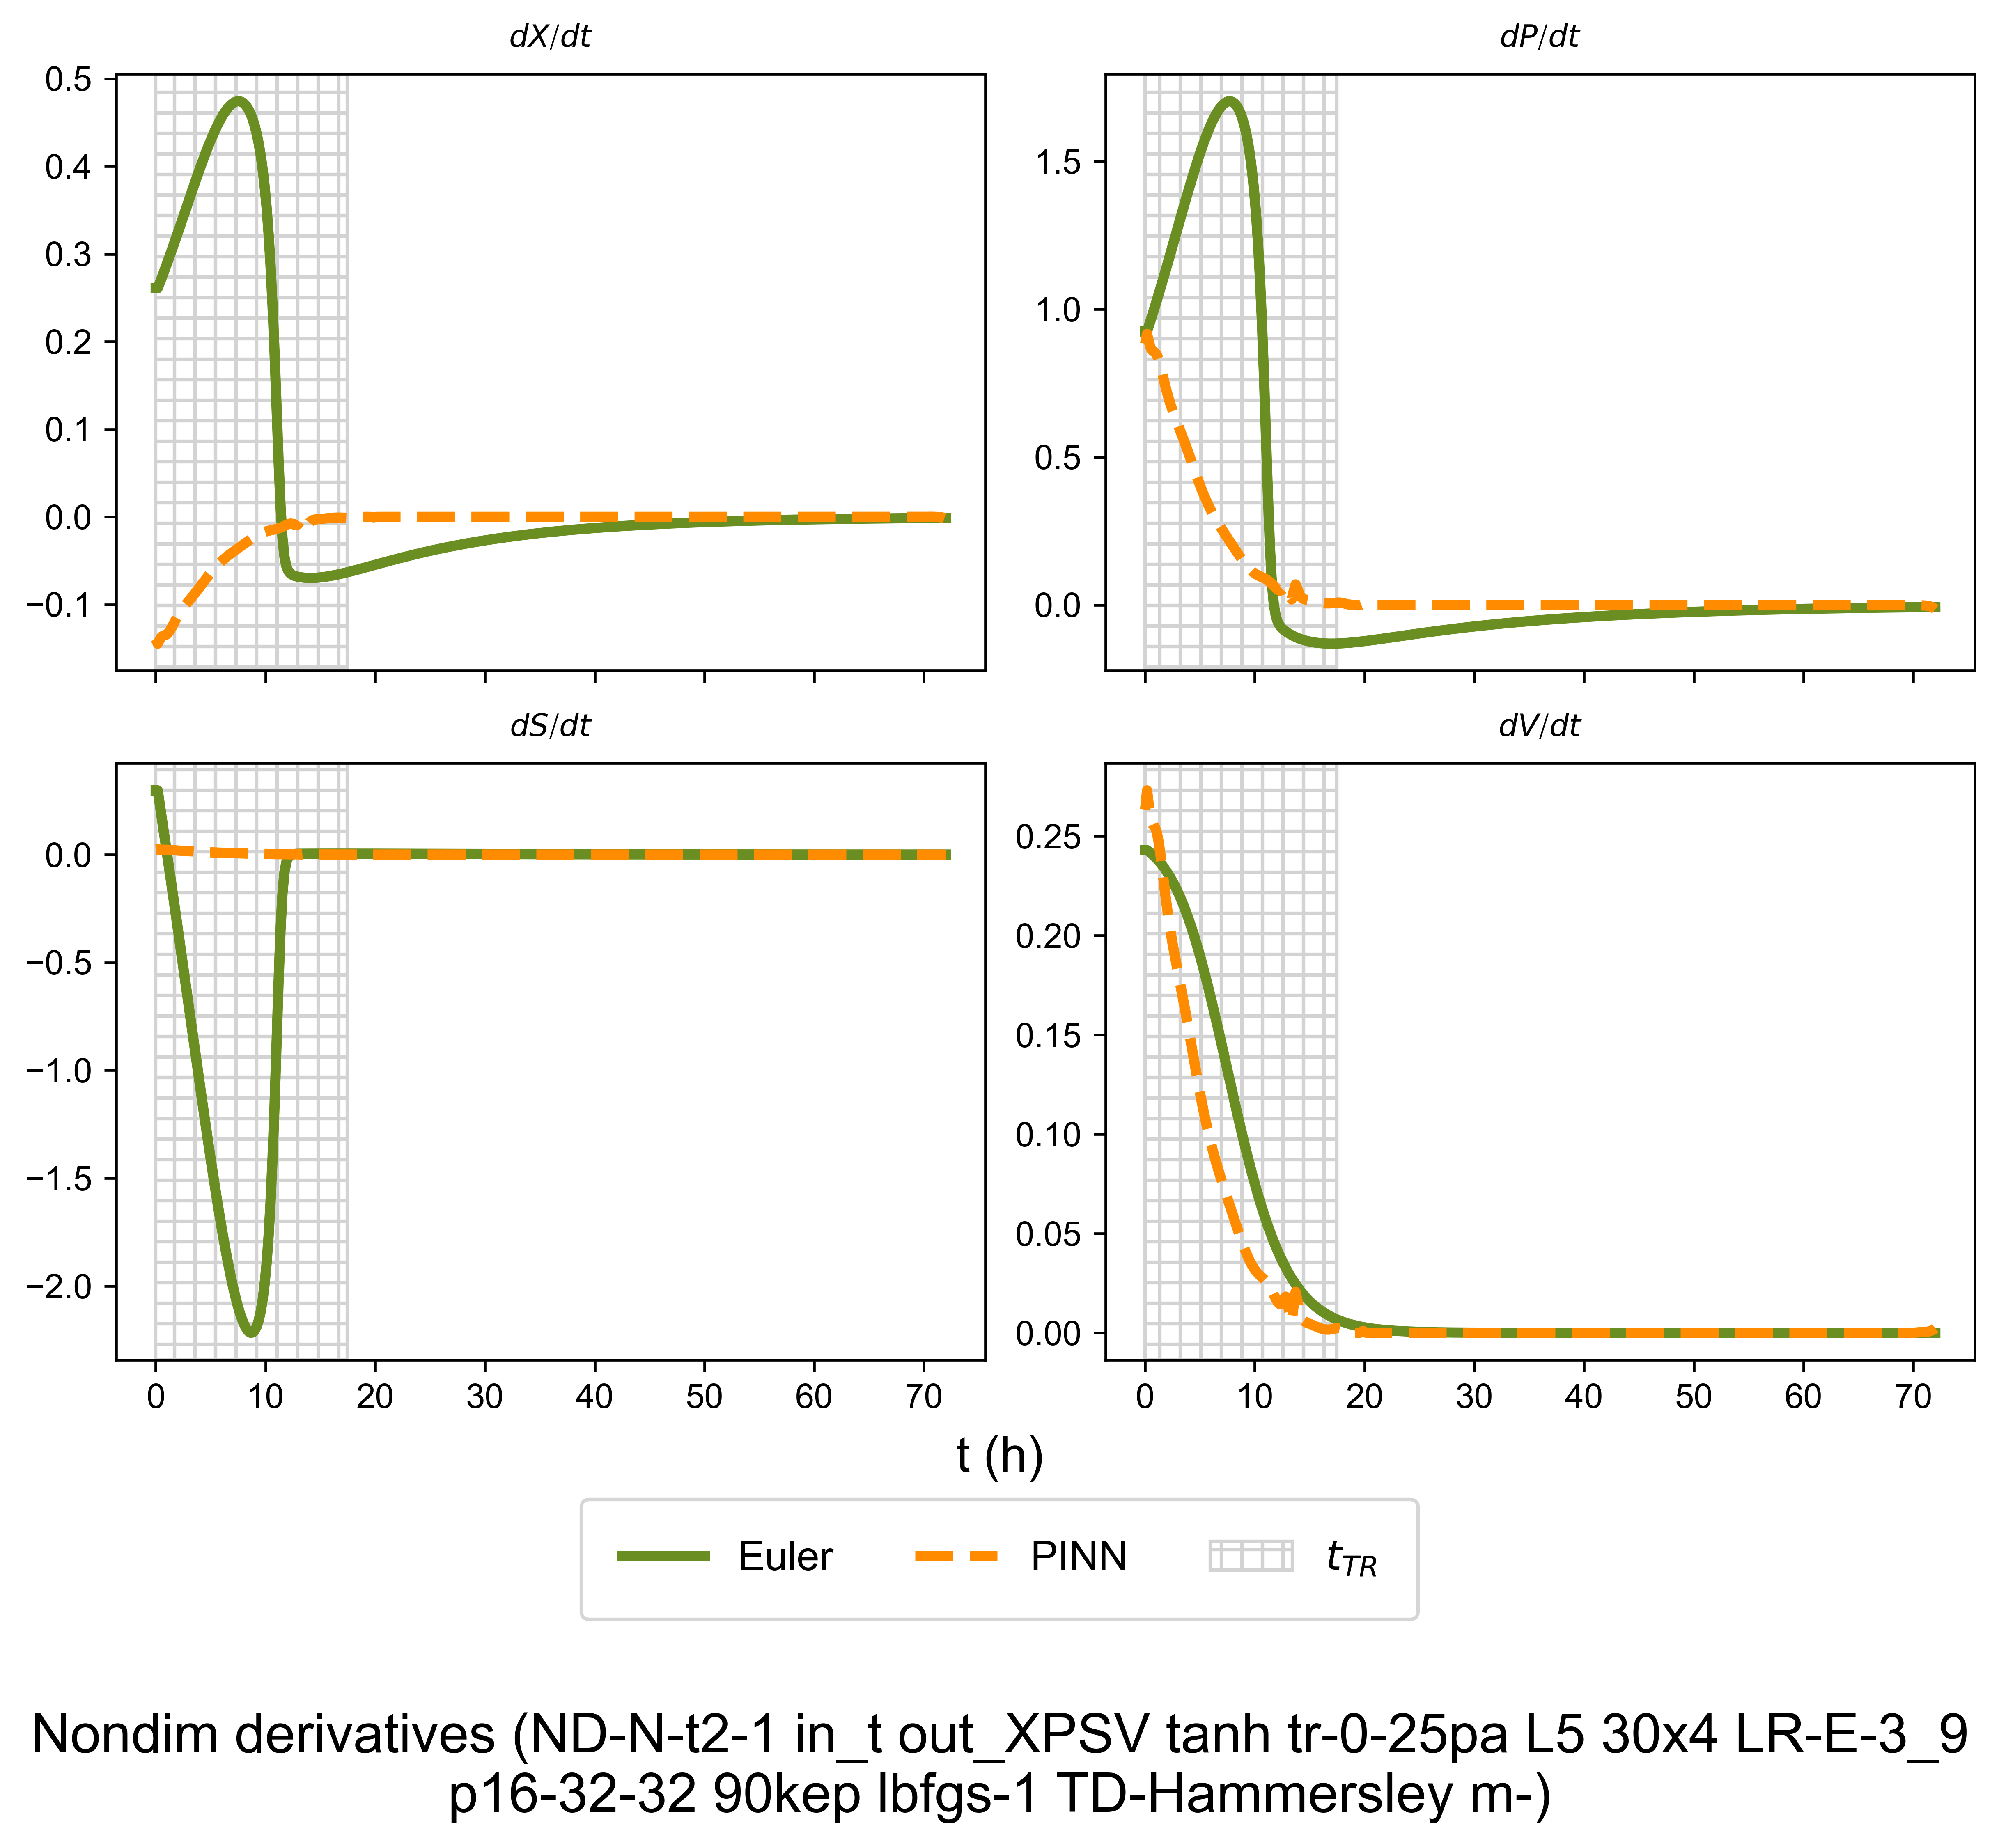 dX/dt
dP/dt
0.5
0.4
0.3
0.2
0.1
0.0
−0.1
1.5
1.0
0.5
0.0
dS/dt
dV/dt
0.0
−0.5
−1.0
−1.5
−2.0
0.25
0.20
0.15
0.10
0.05
0.00
0 10 20 30 40 50 60 70
0 10 20 30 40 50 60 70
t (h)
Euler PINN t_TR
Nondim derivatives (ND-N-t2-1 in_t out_XPSV tanh tr-0-25pa L5 30x4 LR-E-3_9
p16-32-32 90kep lbfgs-1 TD-Hammersley m-)